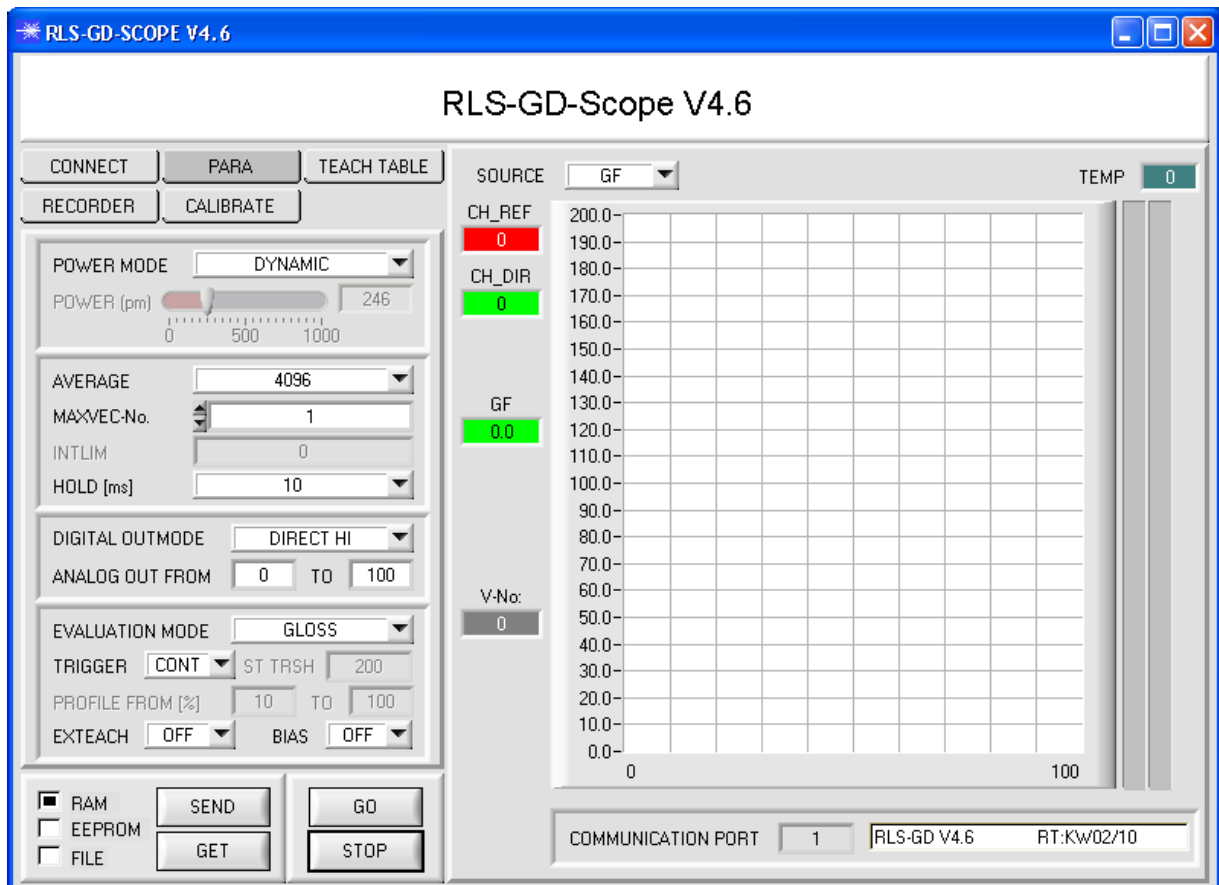 RLS-GD-SCOPE V4.6
RLS-GD-Scope V4.6
CONNECT PARA TEACH TABLE
RECORDER CALIBRATE
POWER MODE DYNAMIC
POWER (pm) 246
0 500 1000
AVERAGE 4096
MAXVEC-No. 1
INTLIM 0
HOLD [ms] 10
DIGITAL OUTMODE DIRECT HI
ANALOG OUT FROM 0 TO 100
EVALUATION MODE GLOSS
TRIGGER CONT ST TRSH 200
PROFILE FROM [%] 10 TO 100
EXTEACH OFF BIAS OFF
RAM
EEPROM
FILE
SEND
GET
GO
STOP
SOURCE GF
TEMP 0
CH_REF
0
CH_DIR
0
GF
0.0
V-No:
0
200.0
190.0
180.0
170.0
160.0
150.0
140.0
130.0
120.0
110.0
100.0
90.0
80.0
70.0
60.0
50.0
40.0
30.0
20.0
10.0
0.0
0 100
COMMUNICATION PORT 1 RLS-GD V4.6 RT:KW02/10